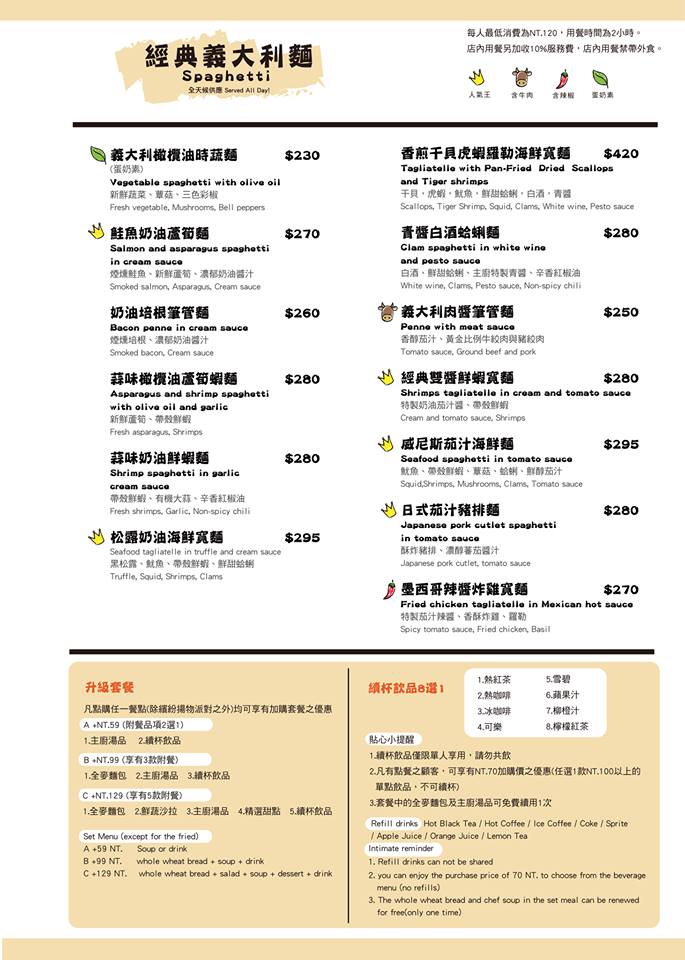 經典義大利麵
Spaghetti
全天候供應 Served All Day!
每人最低消費為NT.120，用餐時間為2小時。
店內用餐另加收10%服務費，店內用餐禁帶外食。
人氣王 含牛肉 含辣椒 蛋奶素
義大利橄欖油時蔬麵 $230
(蛋奶素)
Vegetable spaghetti with olive oil
新鮮蔬菜、蕈菇、三色彩椒
Fresh vegetable, Mushrooms, Bell peppers
鮭魚奶油蘆筍麵 $270
Salmon and asparagus spaghetti
in cream sauce
煙燻鮭魚、新鮮蘆筍、濃郁奶油醬汁
Smoked salmon, Asparagus, Cream sauce
奶油培根筆管麵 $260
Bacon penne in cream sauce
煙燻培根、濃郁奶油醬汁
Smoked bacon, Cream sauce
蒜味橄欖油蘆筍蝦麵 $280
Asparagus and shrimp spaghetti
with olive oil and garlic
新鮮蘆筍、帶殼鮮蝦
Fresh asparagus, Shrimps
蒜味奶油鮮蝦麵 $280
Shrimp spaghetti in garlic
cream sauce
帶殼鮮蝦、有機大蒜、辛香紅椒油
Fresh shrimps, Garlic, Non-spicy chili
松露奶油海鮮寬麵 $295
Seafood tagliatelle in truffle and cream sauce
黑松露、魷魚、帶殼鮮蝦、鮮甜蛤蜊
Truffle, Squid, Shrimps, Clams
香煎干貝虎蝦羅勒海鮮寬麵 $420
Tagliatelle with Pan-Fried Dried Scallops
and Tiger shrimps
干貝，虎蝦，魷魚，鮮甜蛤蜊，白酒，青醬
Scallops, Tiger Shrimp, Squid, Clams, White wine, Pesto sauce
青醬白酒蛤蜊麵 $280
Clam spaghetti in white wine
and pesto sauce
白酒、鮮甜蛤蜊、主廚特製青醬、辛香紅椒油
White wine, Clams, Pesto sauce, Non-spicy chili
義大利肉醬筆管麵 $250
Penne with meat sauce
香醇茄汁、黃金比例牛絞肉與豬絞肉
Tomato sauce, Ground beef and pork
經典雙醬鮮蝦寬麵 $280
Shrimps tagliatelle in cream and tomato sauce
特製奶油茄汁醬、帶殼鮮蝦
Cream and tomato sauce, Shrimps
威尼斯茄汁海鮮麵 $295
Seafood spaghetti in tomato sauce
魷魚、帶殼鮮蝦、蕈菇、蛤蜊、鮮醇茄汁
Squid,Shrimps, Mushrooms, Clams, Tomato sauce
日式茄汁豬排麵 $280
Japanese pork cutlet spaghetti
in tomato sauce
酥炸豬排、濃醇蕃茄醬汁
Japanese pork cutlet, tomato sauce
墨西哥辣醬炸雞寬麵 $270
Fried chicken tagliatelle in Mexican hot sauce
特製茄汁辣醬、香酥炸雞、羅勒
Spicy tomato sauce, Fried chicken, Basil
升級套餐
凡點購任一餐點(除繽紛揚物派對之外)均可享有加購套餐之優惠
A +NT.59 (附餐品項2選1)
1.主廚湯品 2.續杯飲品
B +NT.99 (享有3款附餐)
1.全麥麵包 2.主廚湯品 3.續杯飲品
C +NT.129 (享有5款附餐)
1.全麥麵包 2.鮮蔬沙拉 3.主廚湯品 4.精選甜點 5.續杯飲品
Set Menu (except for the fried)
A +59 NT. Soup or drink
B +99 NT. whole wheat bread + soup + drink
C +129 NT. whole wheat bread + salad + soup + dessert + drink
續杯飲品8選1
1.熱紅茶 5.雪碧
2.熱咖啡 6.蘋果汁
3.冰咖啡 7.柳橙汁
4.可樂 8.檸檬紅茶
貼心小提醒
1.續杯飲品僅限單人享用，請勿共飲
2.凡有點餐之顧客，可享有NT.70加購價之優惠(任選1款NT.100以上的
單點飲品，不可續杯)
3.套餐中的全麥麵包及主廚湯品可免費續用1次
Refill drinks Hot Black Tea / Hot Coffee / Ice Coffee / Coke / Sprite
/ Apple Juice / Orange Juice / Lemon Tea
Intimate reminder
1. Refill drinks can not be shared
2. you can enjoy the purchase price of 70 NT. to choose from the beverage
menu (no refills)
3. The whole wheat bread and chef soup in the set meal can be renewed
for free(only one time)